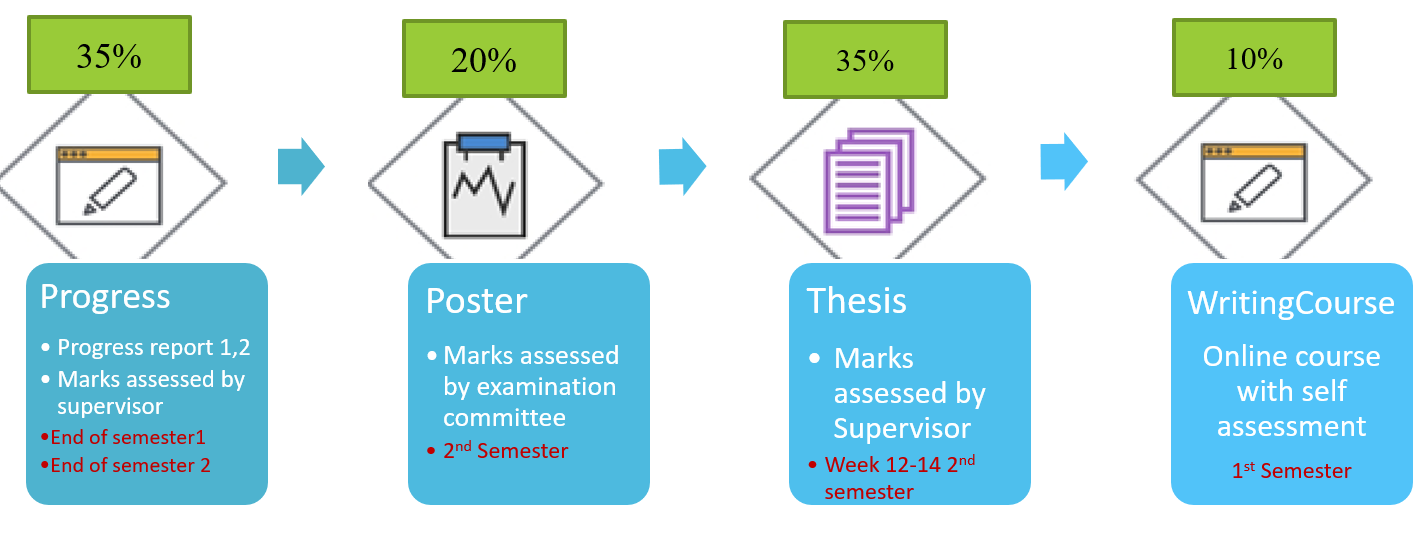 35%
20%
35%
10%
Progress
• Progress report 1,2
• Marks assessed by
supervisor
•End of semester1
•End of semester 2
Poster
• Marks assessed
by examination
committee
• 2nd Semester
Thesis
• Marks
assessed by
Supervisor
• Week 12-14 2nd
semester
WritingCourse
Online course
with self
assessment
1st Semester